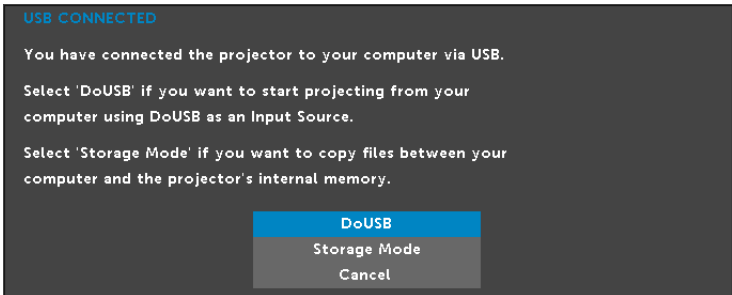 USB CONNECTED
You have connected the projector to your computer via USB.
Select 'DoUSB' if you want to start projecting from your
computer using DoUSB as an Input Source.
Select 'Storage Mode' if you want to copy files between your
computer and the projector's internal memory.
DoUSB
Storage Mode
Cancel